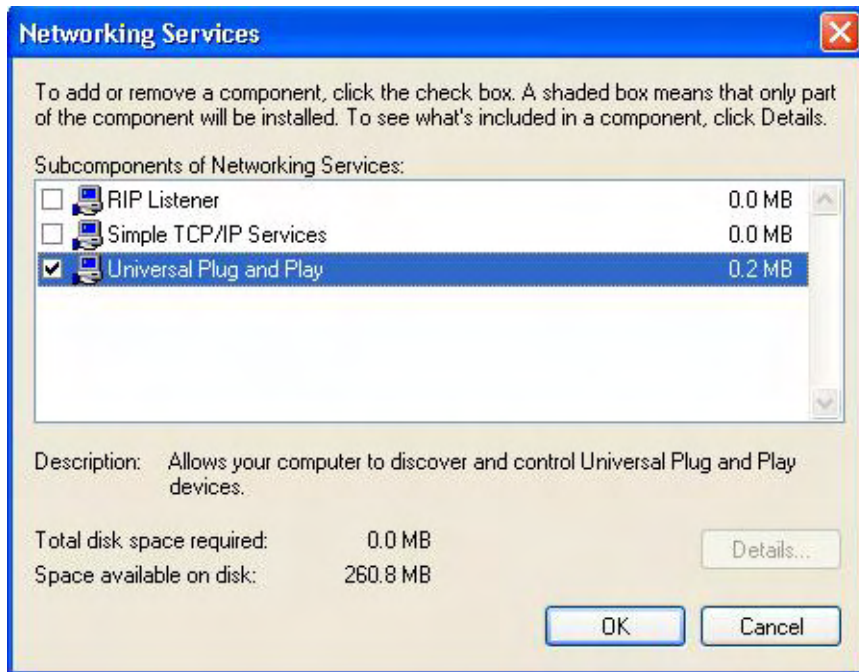 Networking Services
To add or remove a component, click the check box. A shaded box means that only part
of the component will be installed. To see what's included in a component, click Details.
Subcomponents of Networking Services:
RIP Listener 0.0 MB
Simple TCP/IP Services 0.0 MB
Universal Plug and Play 0.2 MB
Description: Allows your computer to discover and control Universal Plug and Play
devices.
Total disk space required: 0.0 MB
Details...
Space available on disk: 260.8 MB
OK Cancel